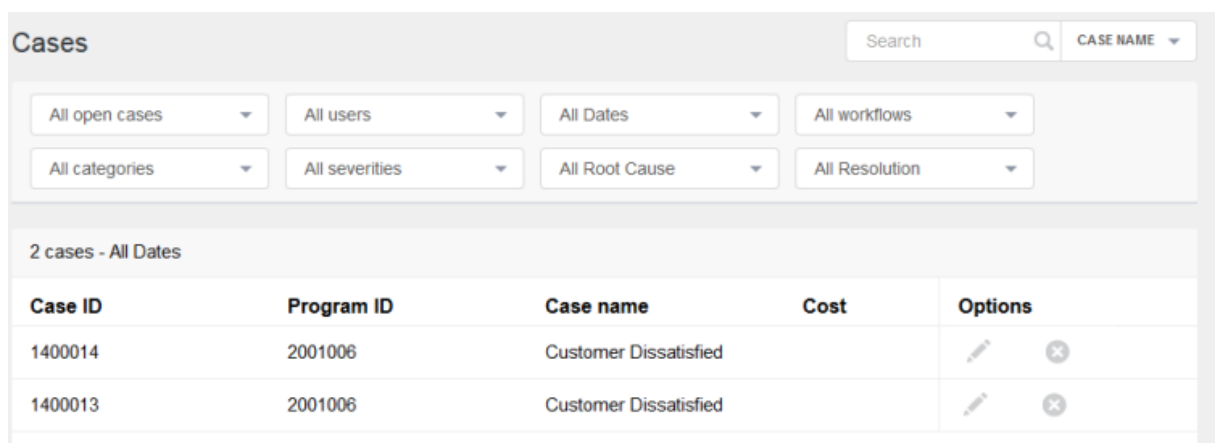 Cases
Search CASE NAME
All open cases All users All Dates All workflows
All categories All severities All Root Cause All Resolution
2 cases - All Dates
Case ID Program ID Case name Cost Options
1400014 2001006 Customer Dissatisfied
1400013 2001006 Customer Dissatisfied